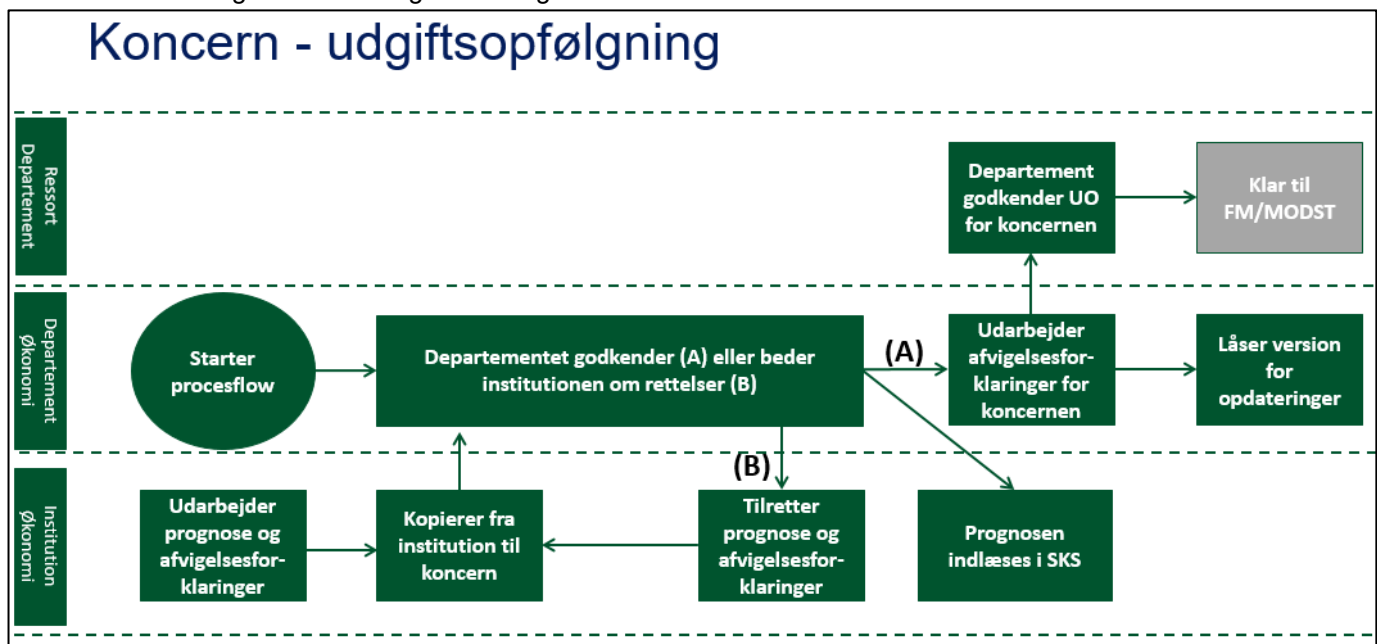 Koncern - udgiftsopfølgning
Ressort
Departement
Departement
godkender UO
for koncernen
Klar til
FM/MODST
Departement
Økonomi
Starter
procesflow
Departementet godkender (A) eller beder
institutionen om rettelser (B)
(A)
Udarbejder
afvigelsesfor-
klaringer for
koncernen
Låser version
for
opdateringer
(B)
Institution
Økonomi
Udarbejder
prognose og
afvigelsesfor-
klaringer
Kopierer fra
institution til
koncern
Tilretter
prognose og
afvigelsesfor-
klaringer
Prognosen
indlæses i SKS